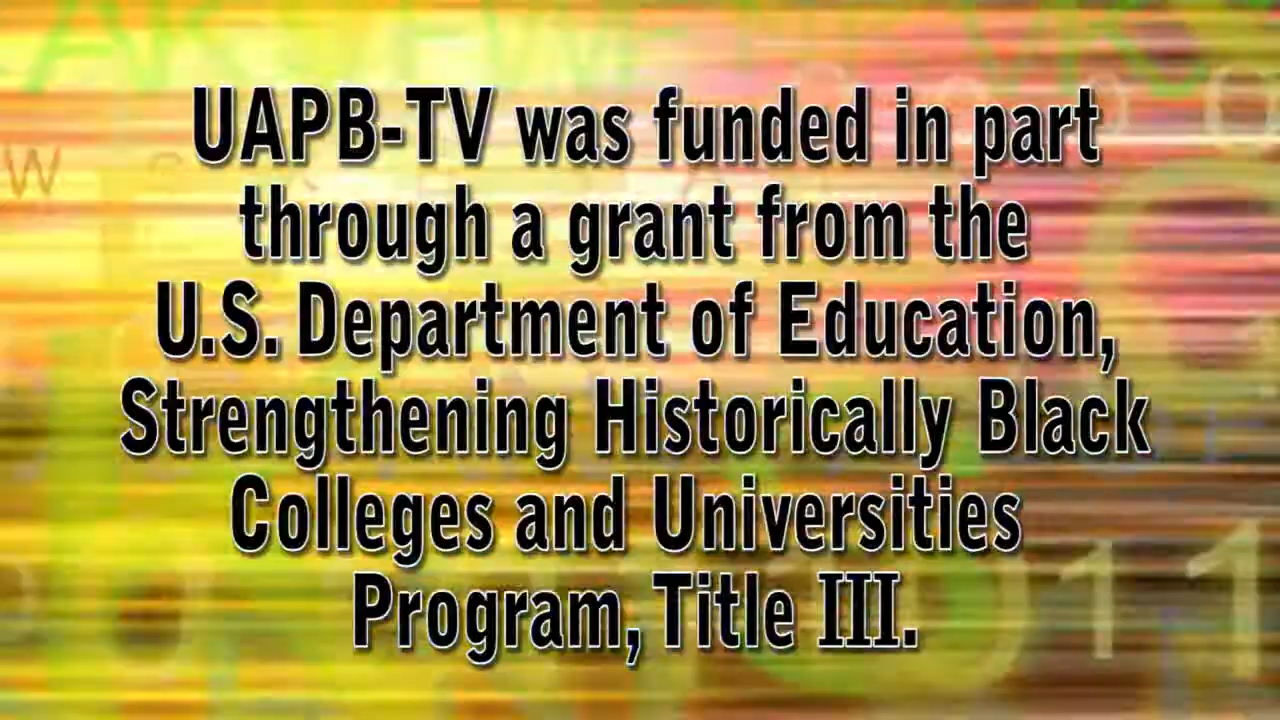 UAPB-TV was funded in part
through a grant from the
U.S. Department of Education,
Strengthening Historically Black
Colleges and Universities
Program, Title III.